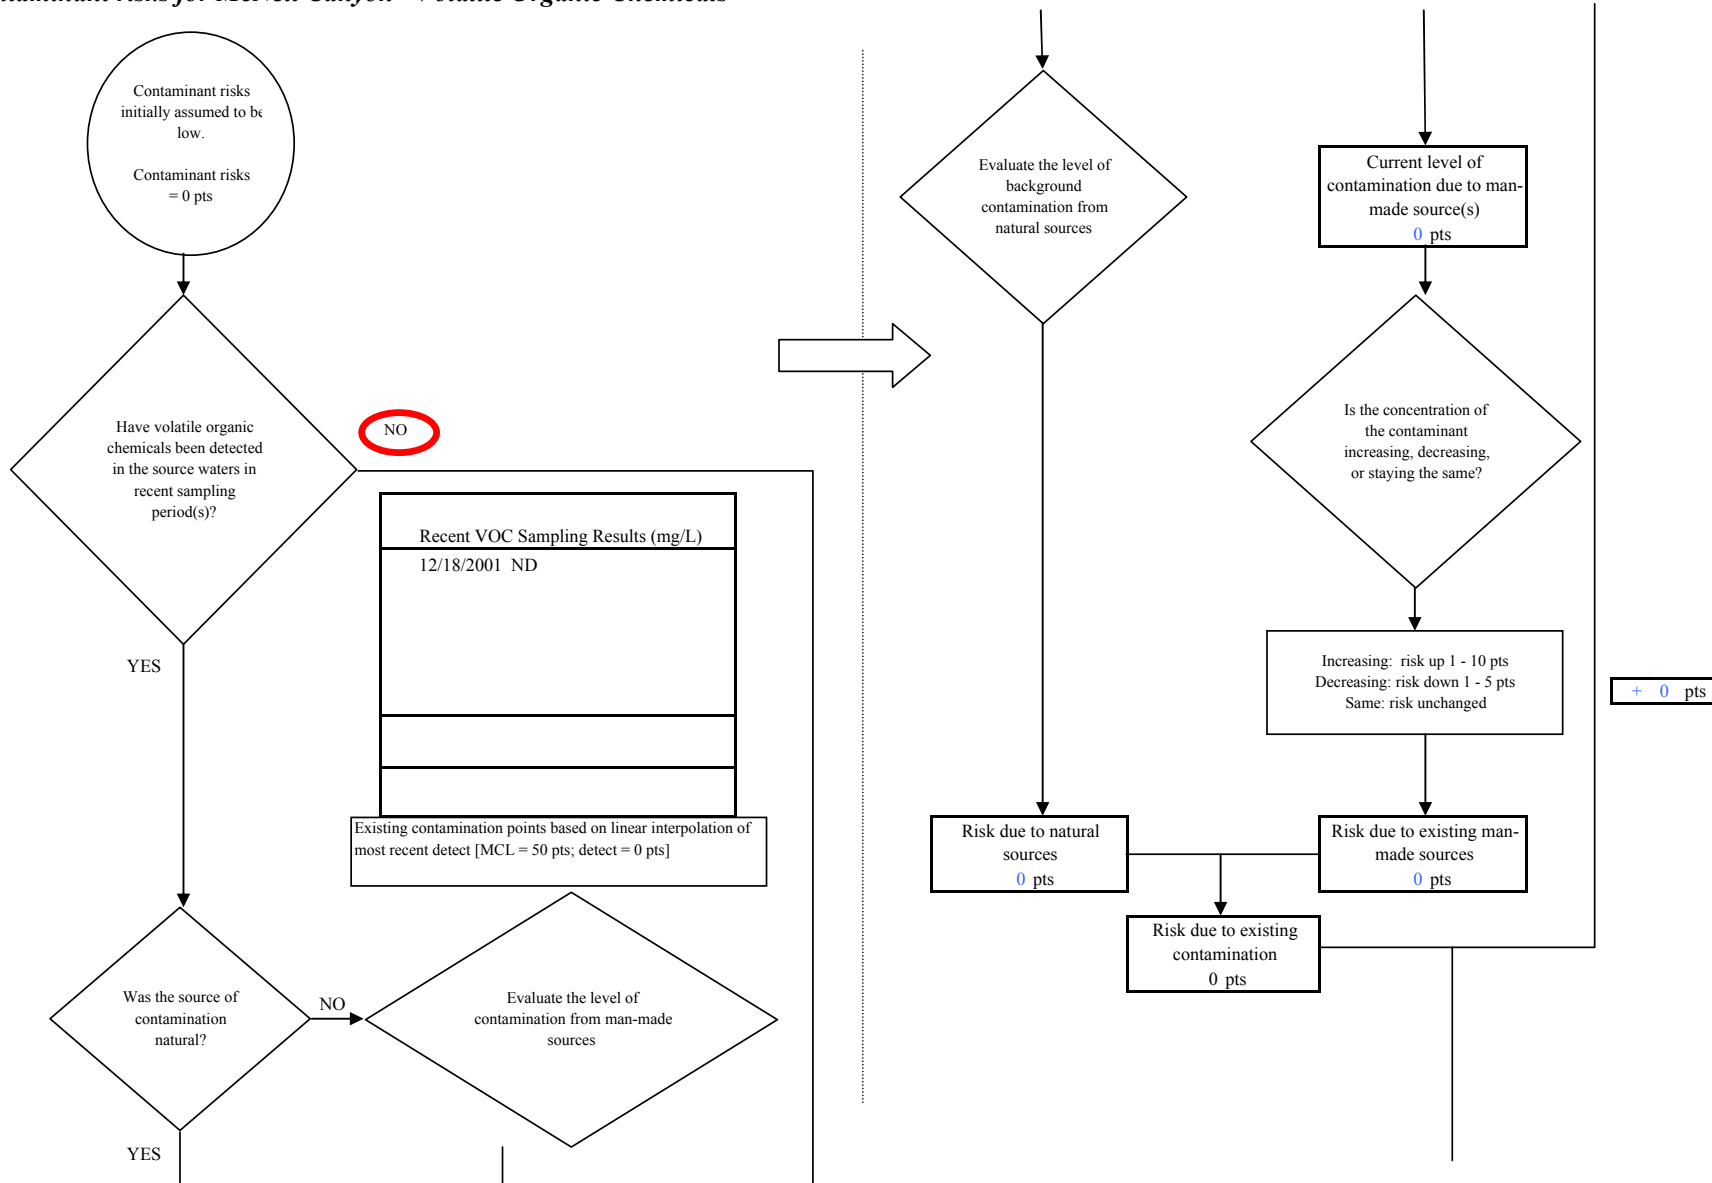 Contaminant risks
initially assumed to be
low.
Contaminant risks
= 0 pts
Have volatile organic
chemicals been detected
in the source waters in
recent sampling
period(s)?
NO
Recent VOC Sampling Results (mg/L)
12/18/2001 ND
YES
Existing contamination points based on linear interpolation of
most recent detect [MCL = 50 pts; detect = 0 pts]
Was the source of
contamination
natural?
NO
Evaluate the level of
contamination from man-made
sources
YES
Evaluate the level of
background
contamination from
natural sources
Current level of
contamination due to man-
made source(s)
0 pts
Is the concentration of
the contaminant
increasing, decreasing,
or staying the same?
Increasing: risk up 1 - 10 pts
Decreasing: risk down 1 - 5 pts
Same: risk unchanged
+ 0 pts
Risk due to natural
sources
0 pts
Risk due to existing man-
made sources
0 pts
Risk due to existing
contamination
0 pts